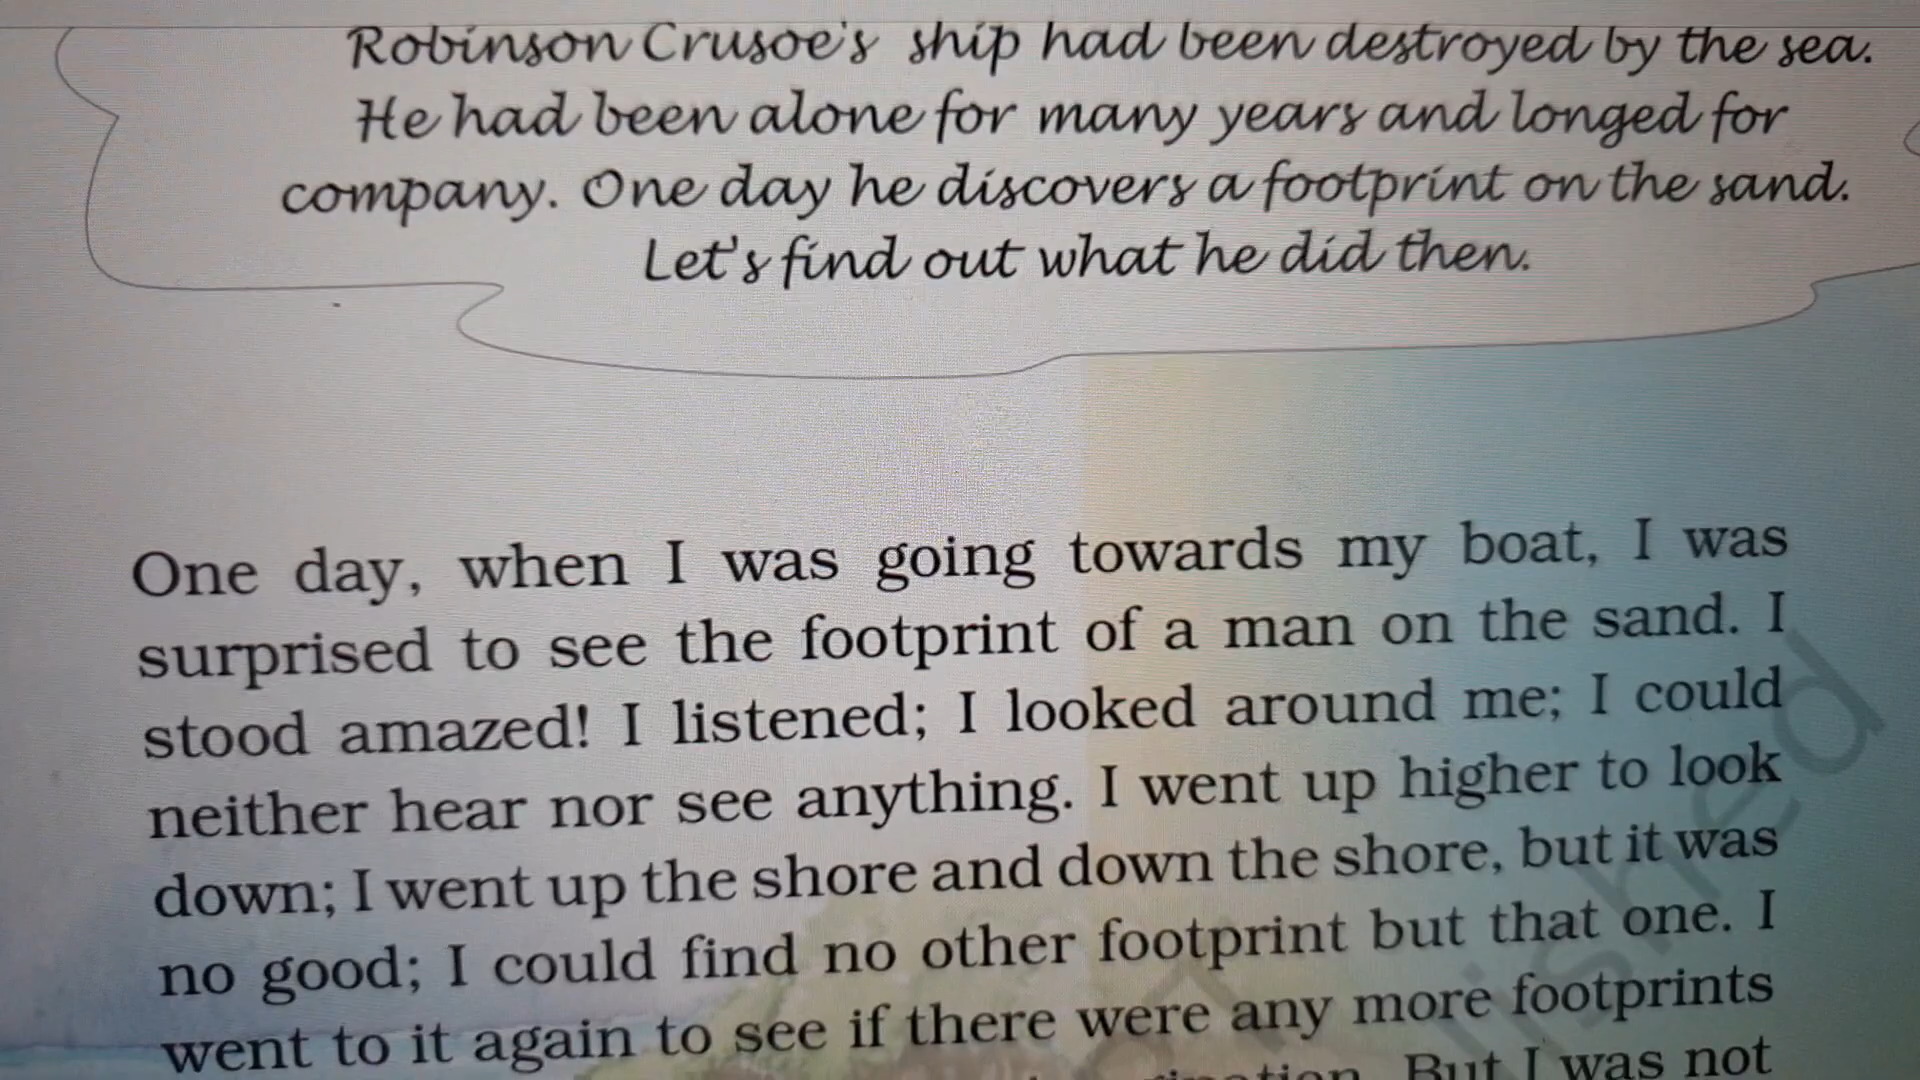 Robinson Crusoe's ship had been destroyed by the sea.
He had been alone for many years and longed for
company. One day he discovers a footprint on the sand.
Let's find out what he did then.
One day, when I was going towards my boat, I was
surprised to see the footprint of a man on the sand. I
stood amazed! I listened; I looked around me; I could
neither hear nor see anything. I went up higher to look
down; I went up the shore and down the shore, but it was
no good; I could find no other footprint but that one. I
went to it again to see if there were any more footprints
But I was not